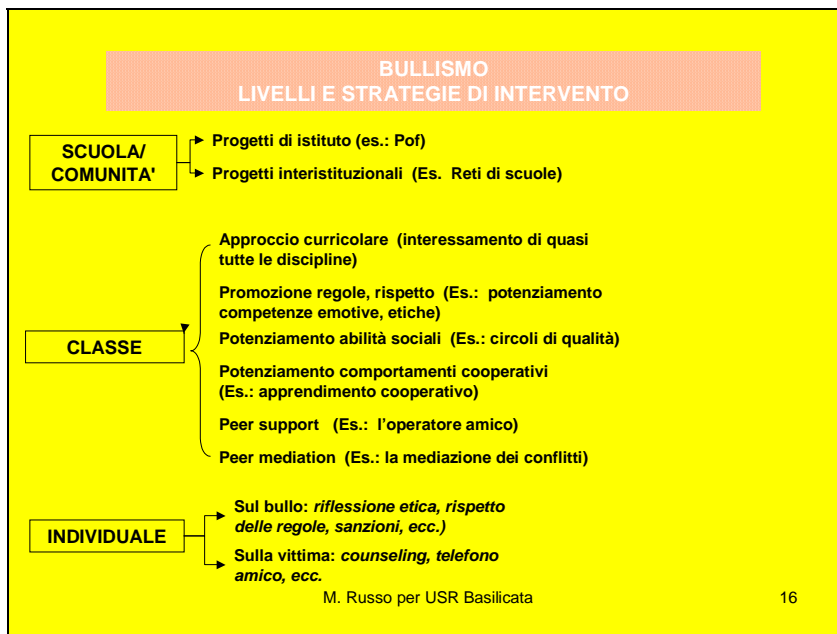 BULLISMO
LIVELLI E STRATEGIE DI INTERVENTO
SCUOLA/
COMUNITA'
Progetti di istituto (es.: Pof)
Progetti interistituzionali (Es. Reti di scuole)
CLASSE
Approccio curricolare (interessamento di quasi
tutte le discipline)
Promozione regole, rispetto (Es.: potenziamento
competenze emotive, etiche)
Potenziamento abilità sociali (Es.: circoli di qualità)
Potenziamento comportamenti cooperativi
(Es.: apprendimento cooperativo)
Peer support (Es.: l'operatore amico)
Peer mediation (Es.: la mediazione dei conflitti)
INDIVIDUALE
Sul bullo: riflessione etica, rispetto
delle regole, sanzioni, ecc.)
Sulla vittima: counseling, telefono
amico, ecc.
M. Russo per USR Basilicata 16